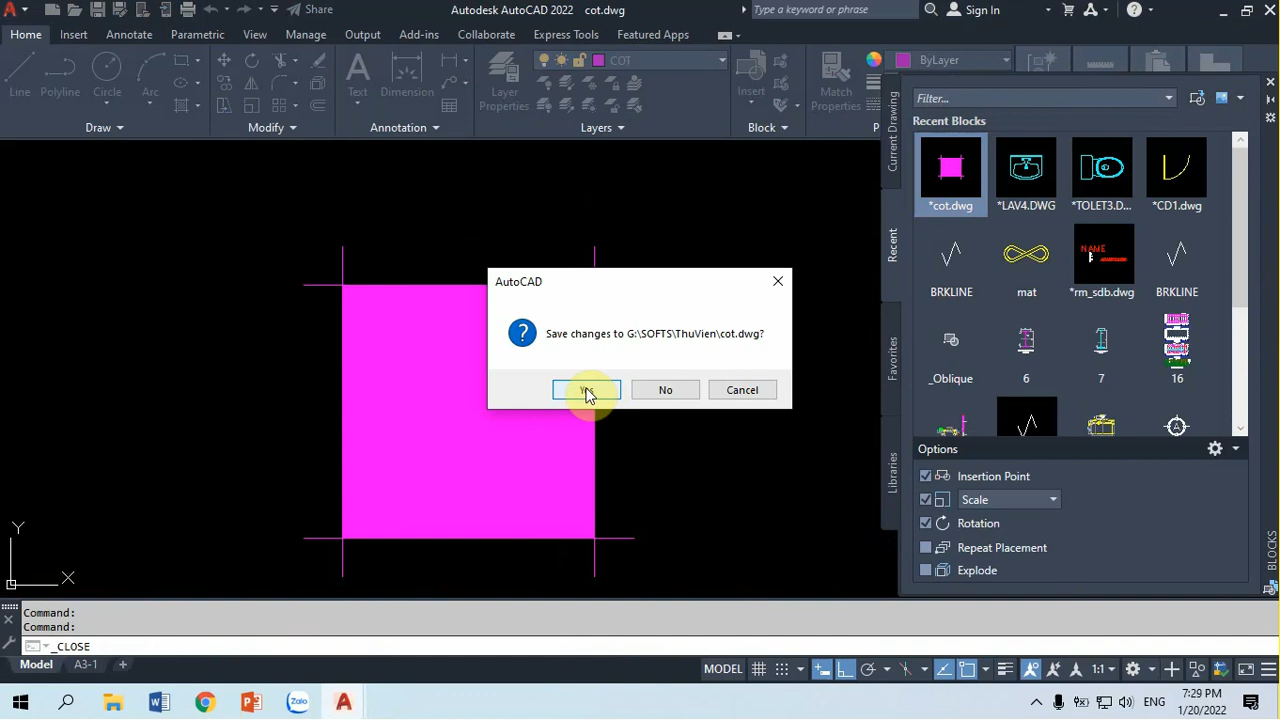 Share
Autodesk AutoCAD 2022 cot.dwg
Type a keyword or phrase
Sign In
Home
Insert
Annotate
Parametric
View
Manage
Output
Add-ins
Collaborate
Express Tools
Featured Apps
COT
ByLayer
Line
Polyline
Circle
Arc
Text
Dimension
Layer
Properties
Insert
Match
Properties
Draw
Modify
Annotation
Layers
Block
P
Filter...
Current Drawing
Recent
Favorites
Libraries
Recent Blocks
*cot.dwg
*LAV4.DWG
*TOLET3.D...
*CD1.dwg
NAME
BRKLINE
mat
*rm_sdb.dwg
BRKLINE
_Oblique
6
7
16
A
Options
Insertion Point
Scale
Rotation
Repeat Placement
Explode
BLOCKS
AutoCAD
Save changes to G:\SOFTS\ThuVien\cot.dwg?
Yes
No
Cancel
Y
X
Command:
Command:
_CLOSE
Model
A3-1
MODEL
1:1
Zalo
ENG
7:29 PM
1/20/2022